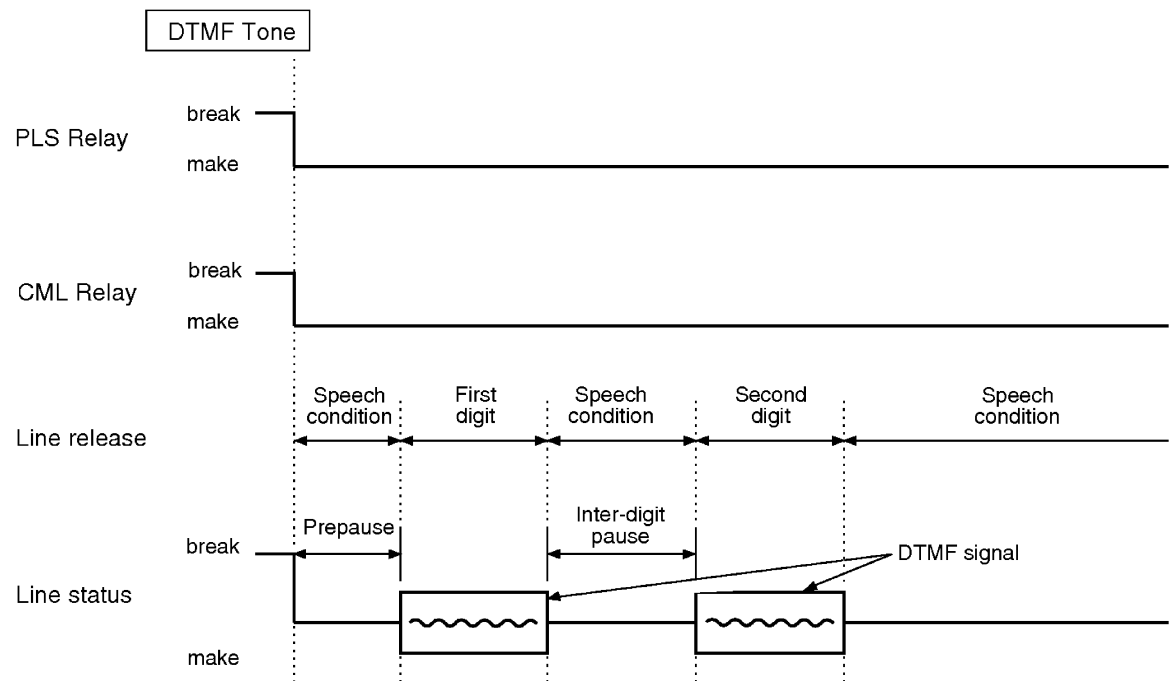 DTMF Tone
break
PLS Relay
make
break
CML Relay
make
Speech
condition
First
digit
Speech
condition
Second
digit
Speech
condition
Line release
Prepause
Inter-digit
pause
break
DTMF signal
Line status
make